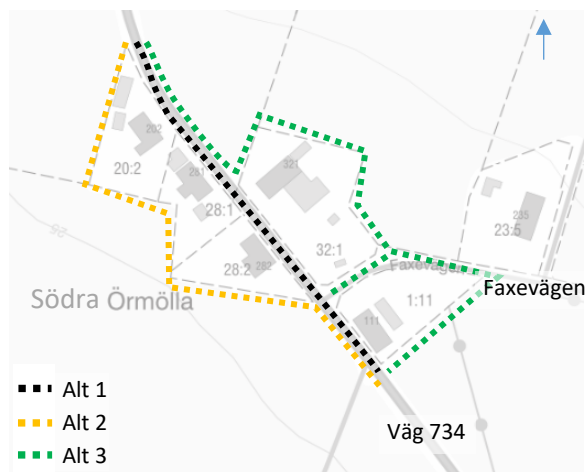 202
20:2
281
321
28:1
235
23:5
32:1
28:2
282
Faxevägen
Faxevägen
1:11
Södra Örmölla
111
Alt 1
Alt 2
Alt 3
Väg 734